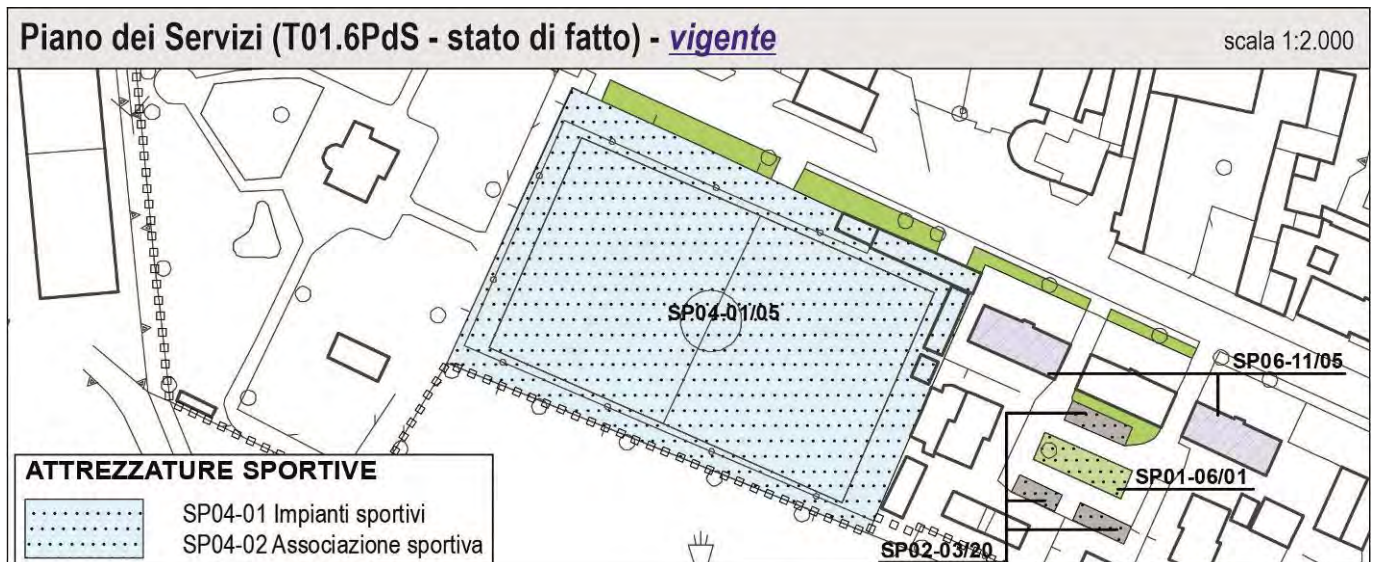 Piano dei Servizi (T01.6PdS - stato di fatto) - vigente
scala 1:2.000
SP04-01/05
SP06-11/05
SP01-06/01
SP02-03/20
ATTREZZATURE SPORTIVE
SP04-01 Impianti sportivi
SP04-02 Associazione sportiva